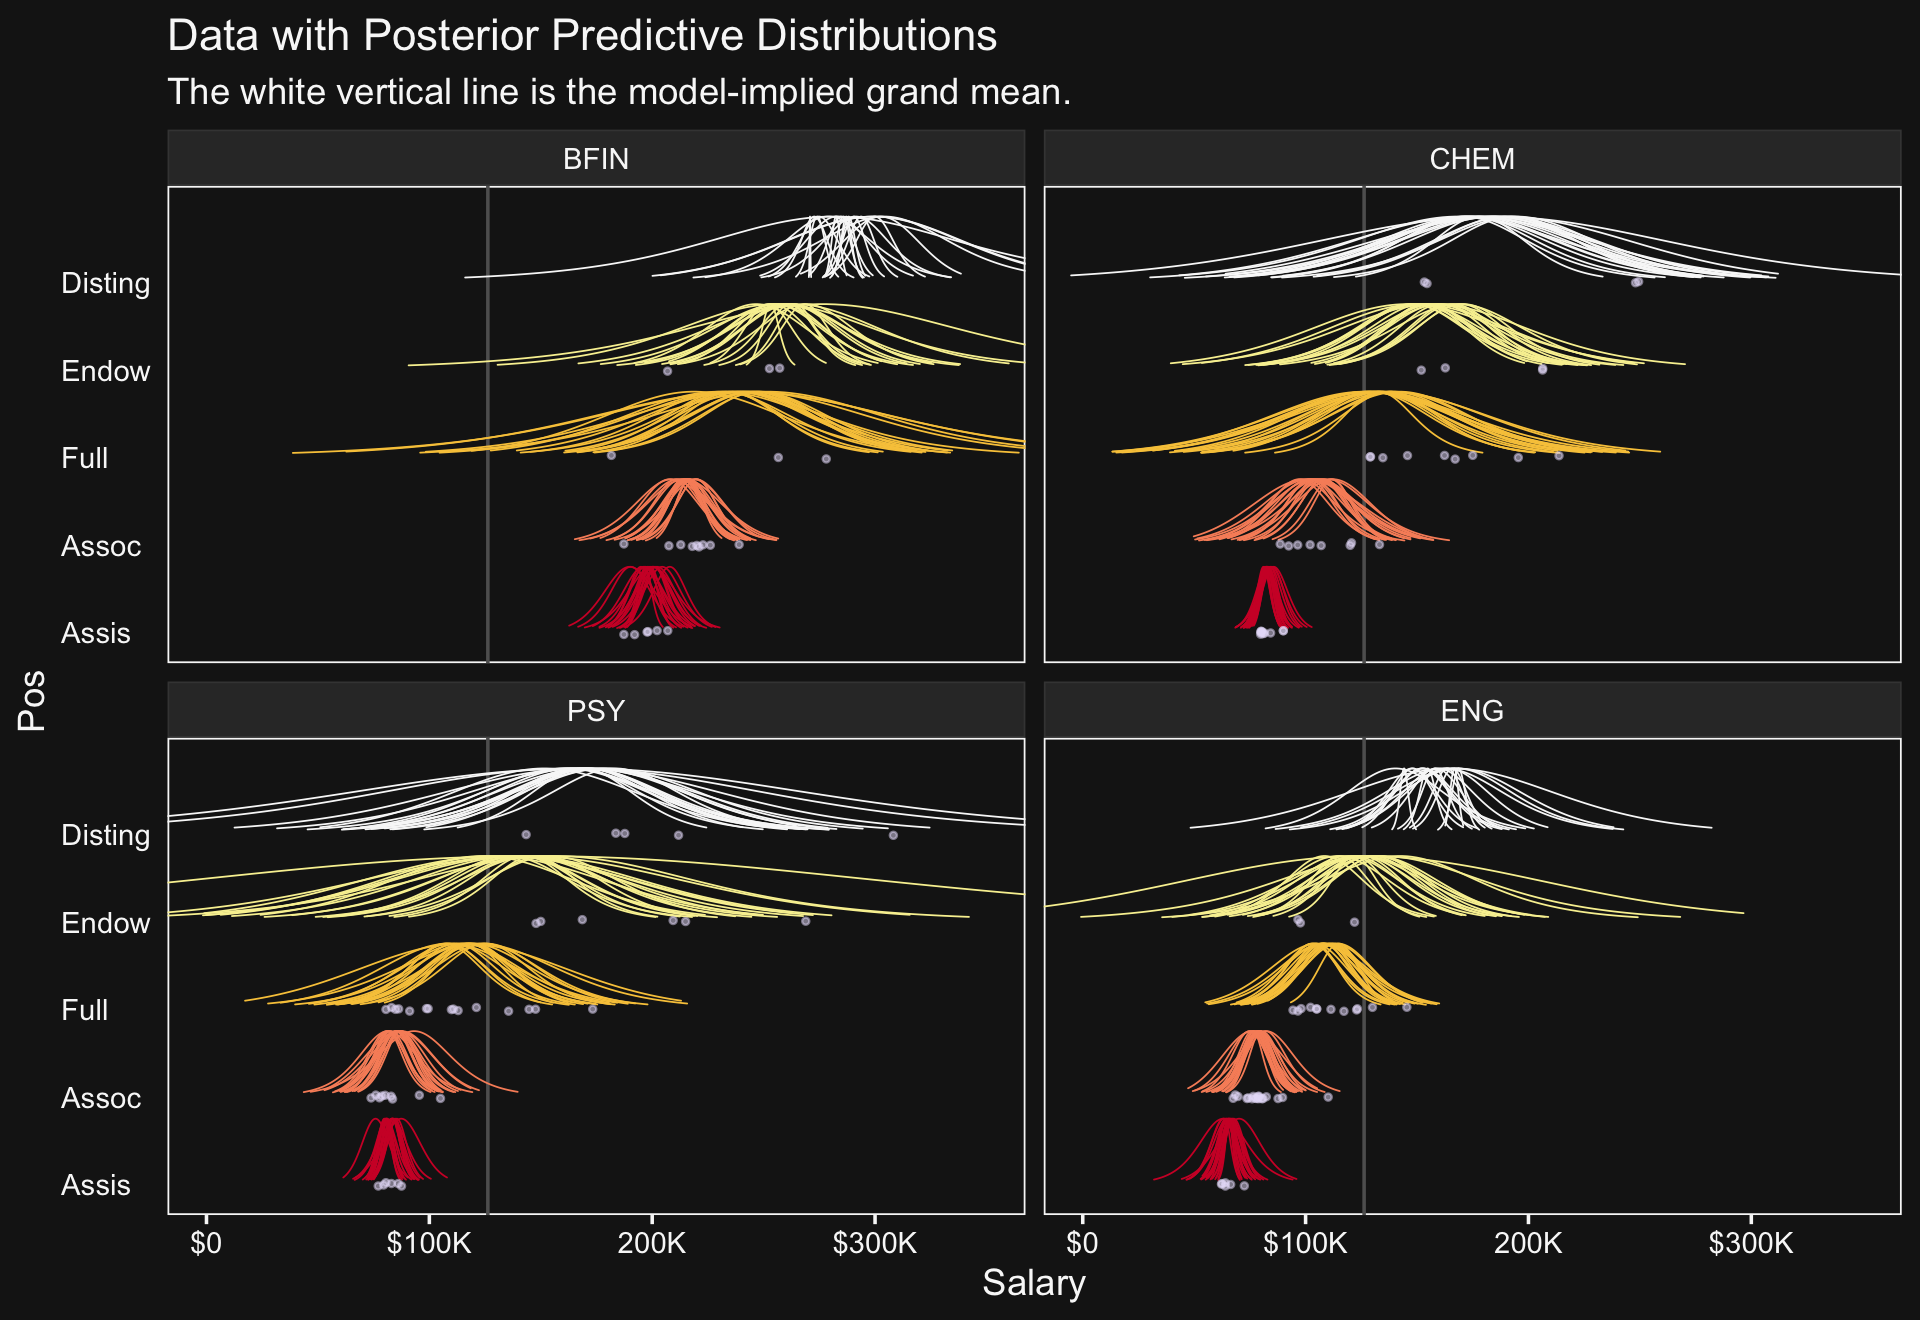 Data with Posterior Predictive Distributions
The white vertical line is the model-implied grand mean.
BFIN
CHEM
Disting
Endow
Full
Assoc
Assis
Pos
PSY
ENG
Disting
Endow
Full
Assoc
Assis
$0 $100K 200K $300K
$0 $100K 200K $300K
Salary